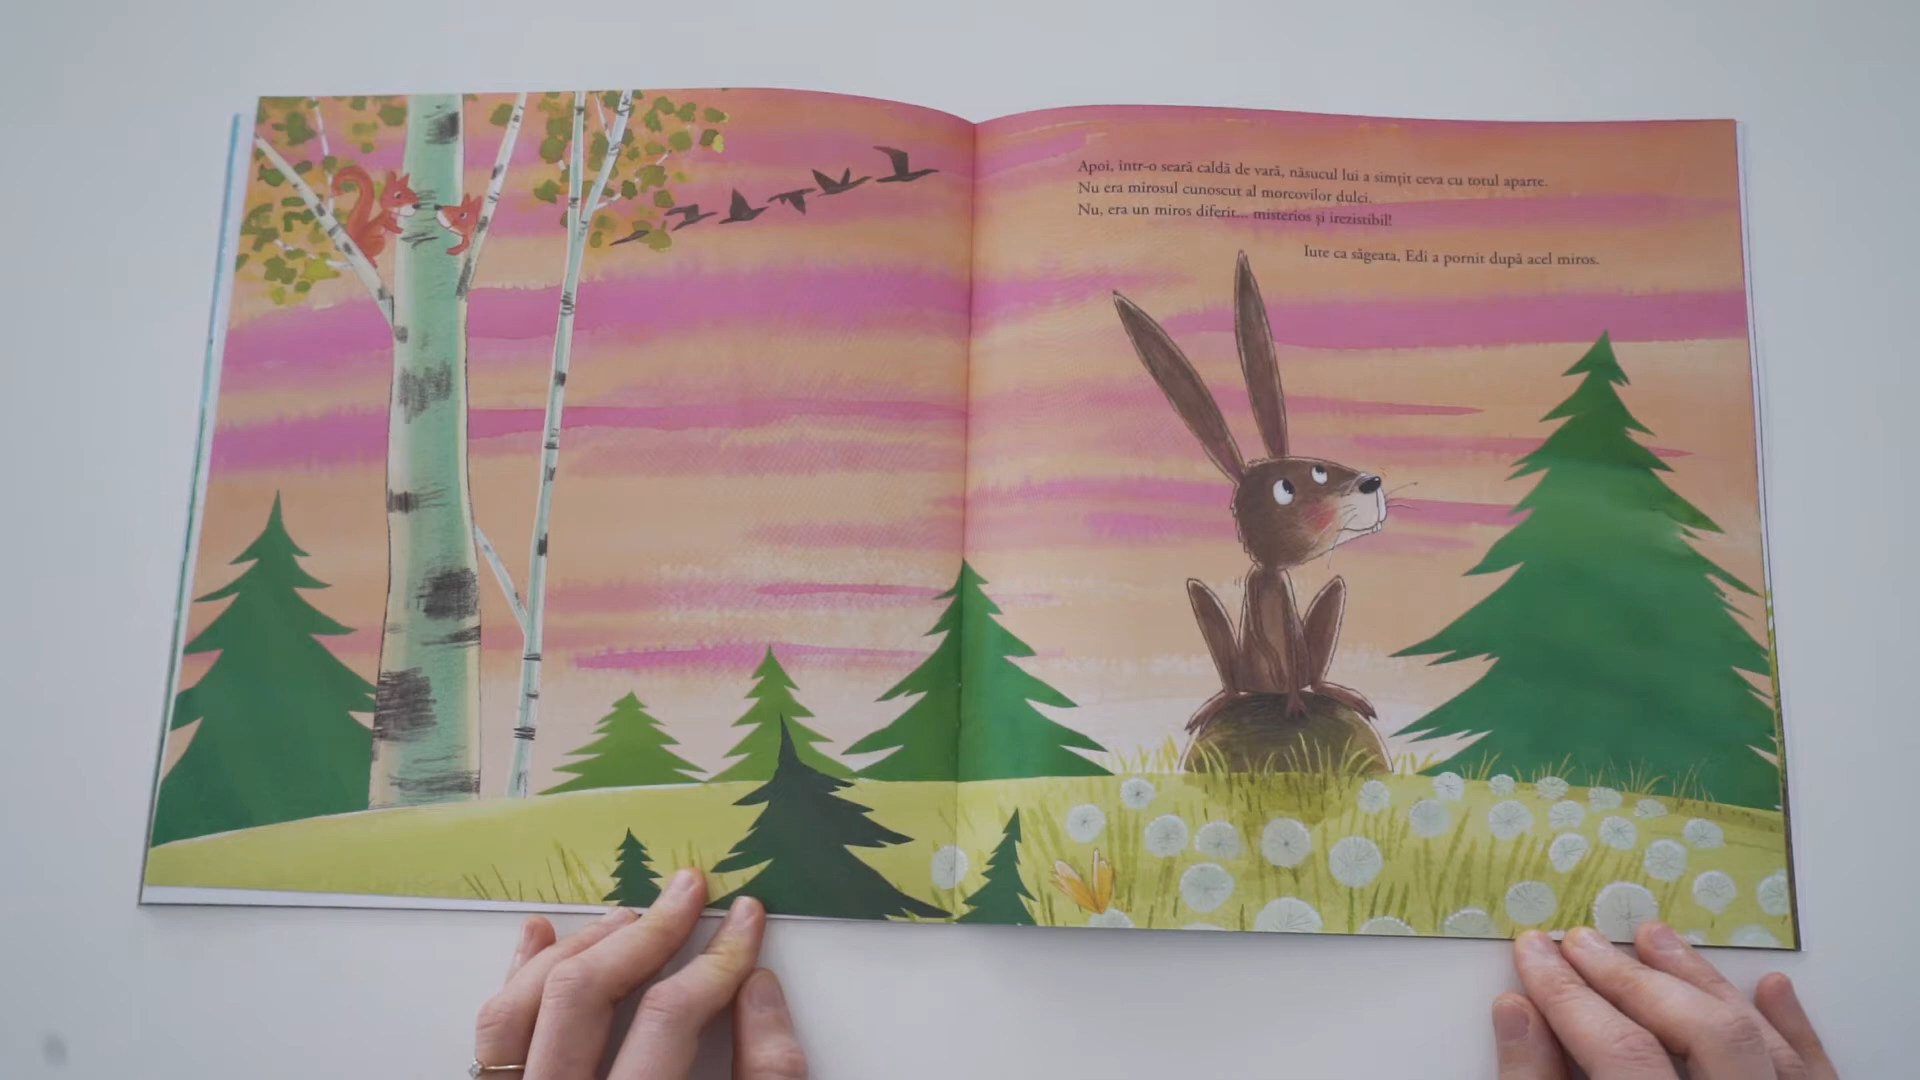 Apoi, într-o seară caldă de vară, năsucul lui a simțit ceva cu totul aparte.
Nu era mirosul cunoscut al morcovilor dulci.
Nu, era un miros diferit... misterios și irezistibil!
Iute ca săgeata, Edi a pornit după acel miros.